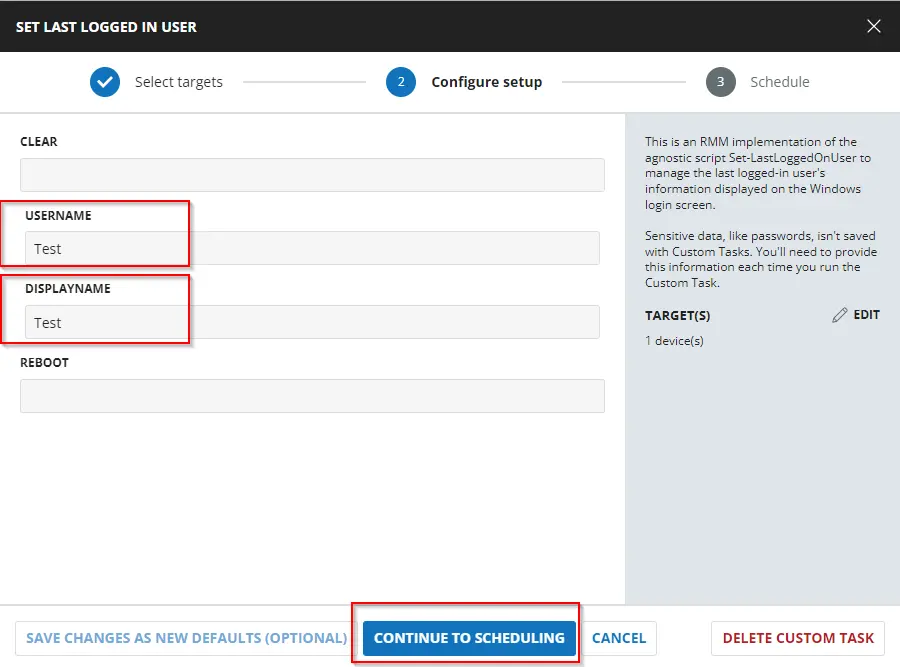 SET LAST LOGGED IN USER
Select targets
2
Configure setup
3
Schedule
CLEAR
USERNAME
Test
DISPLAYNAME
Test
REBOOT
This is an RMM implementation of the
agnostic script Set-LastLoggedOnUser to
manage the last logged-in user's
information displayed on the Windows
login screen.
Sensitive data, like passwords, isn't saved
with Custom Tasks. You'll need to provide
this information each time you run the
Custom Task.
TARGET(S)
EDIT
1 device(s)
SAVE CHANGES AS NEW DEFAULTS (OPTIONAL)
CONTINUE TO SCHEDULING
CANCEL
DELETE CUSTOM TASK